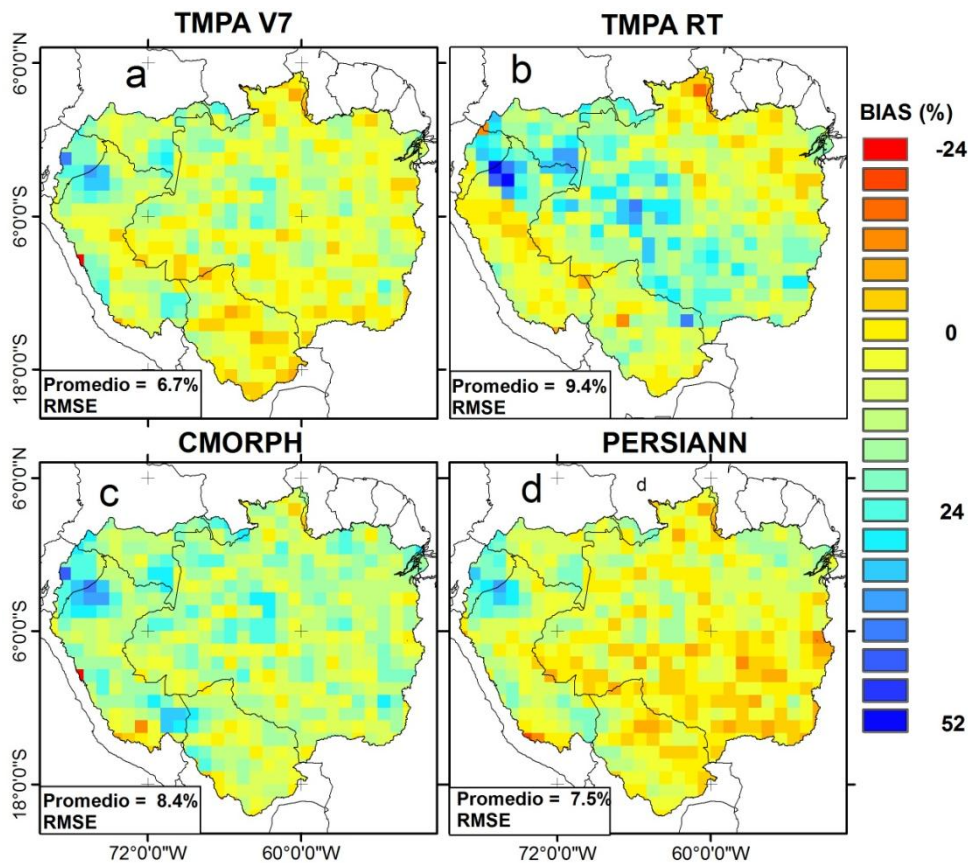 TMPA V7
TMPA RT
a
b
6°0'0"N
6°0'0"S
18°0'0"S
Promedio = 6.7%
RMSE
Promedio = 9.4%
RMSE
BIAS (%)
-24
0
24
52
CMORPH
PERSIANN
c
d
d
6°0'0"N
6°0'0"S
18°0'0"S
Promedio = 8.4%
RMSE
Promedio = 7.5%
RMSE
72°0'0"W
60°0'0"W
72°0'0"W
60°0'0"W